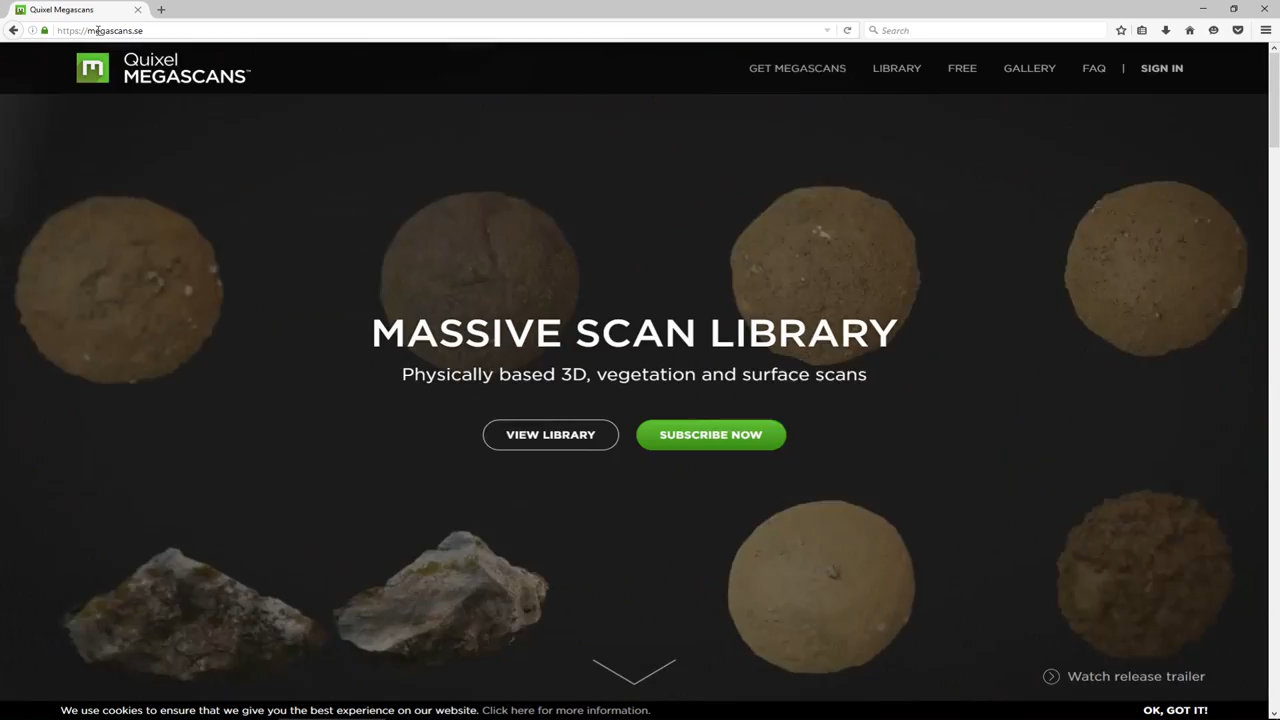 Quixel Megascans
https://megascans.se
Search
Quixel
MEGASCANS™
GET MEGASCANS
LIBRARY
FREE
GALLERY
FAQ
|
SIGN IN
MASSIVE SCAN LIBRARY
Physically based 3D, vegetation and surface scans
VIEW LIBRARY
SUBSCRIBE NOW
Watch release trailer
We use cookies to ensure that we give you the best experience on our website. Click here for more information.
OK, GOT IT!